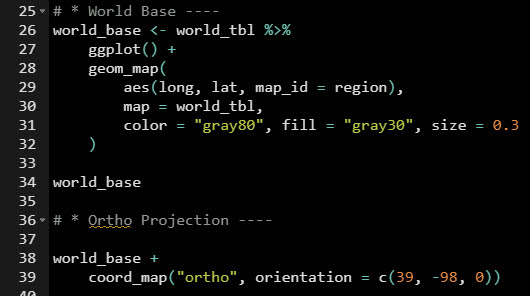 25 # * World Base ----
26 world_base <- world_tbl %>%
27     ggplot() +
28     geom_map(
29         aes(long, lat, map_id = region),
30         map = world_tbl,
31         color = "gray80", fill = "gray30", size = 0.3
32     )
33
34 world_base
35
36 # * Ortho Projection ----
37
38 world_base +
39     coord_map("ortho", orientation = c(39, -98, 0))
40